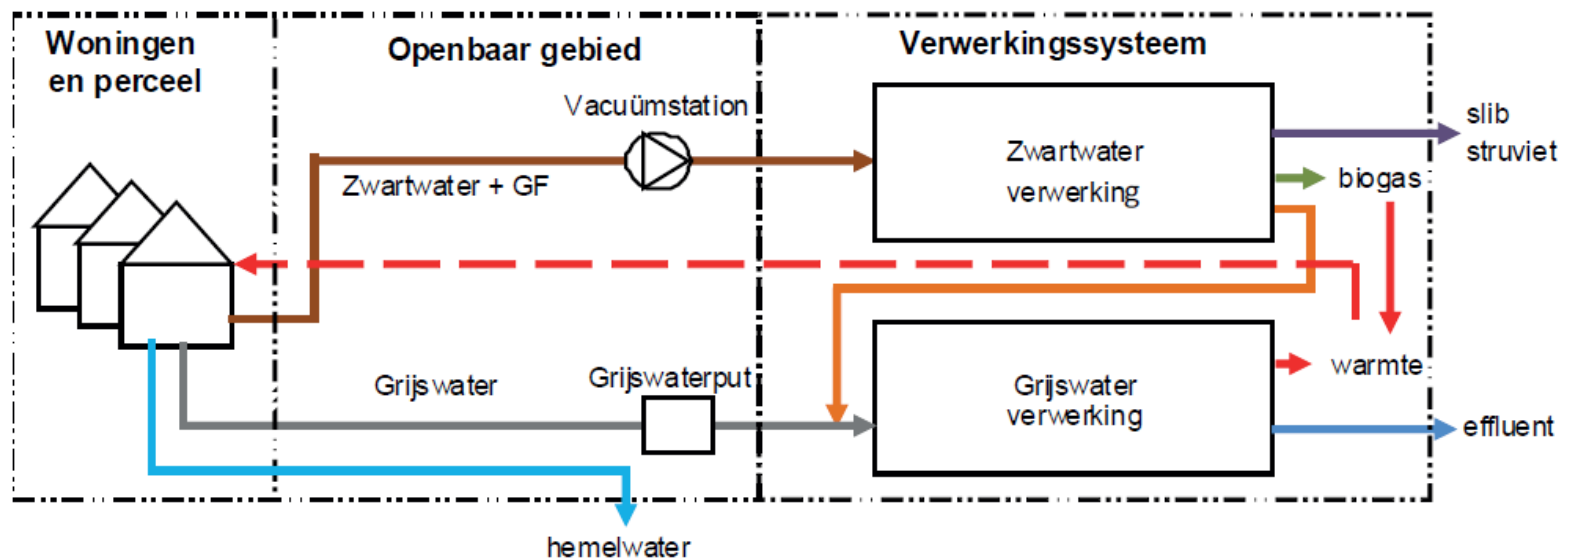 Woningen
en perceel
Openbaar gebied
Verwerkingssysteem
Vacuümstation
Zwartwater + GF
Zwartwater
verwerking
slib
struviet
biogas
Grijswater
Grijswaterput
Grijswater
verwerking
warmte
effluent
hemelwater